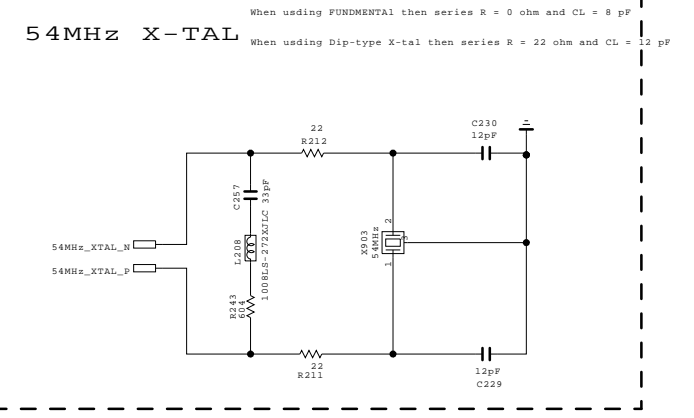 When usding FUNDMENTA1 then series R = 0 ohm and CL = 8 pF
54MHz X-TAL
When usding Dip-type X-tal then series R = 22 ohm and CL = 12 pF
22
R212
C230
12pF
C257
33pF
L208
1008LS-272XJLC
R243
604
54MHz_XTAL_N
54MHz_XTAL_P
X903
54MHz
2
3
1
22
R211
12pF
C229